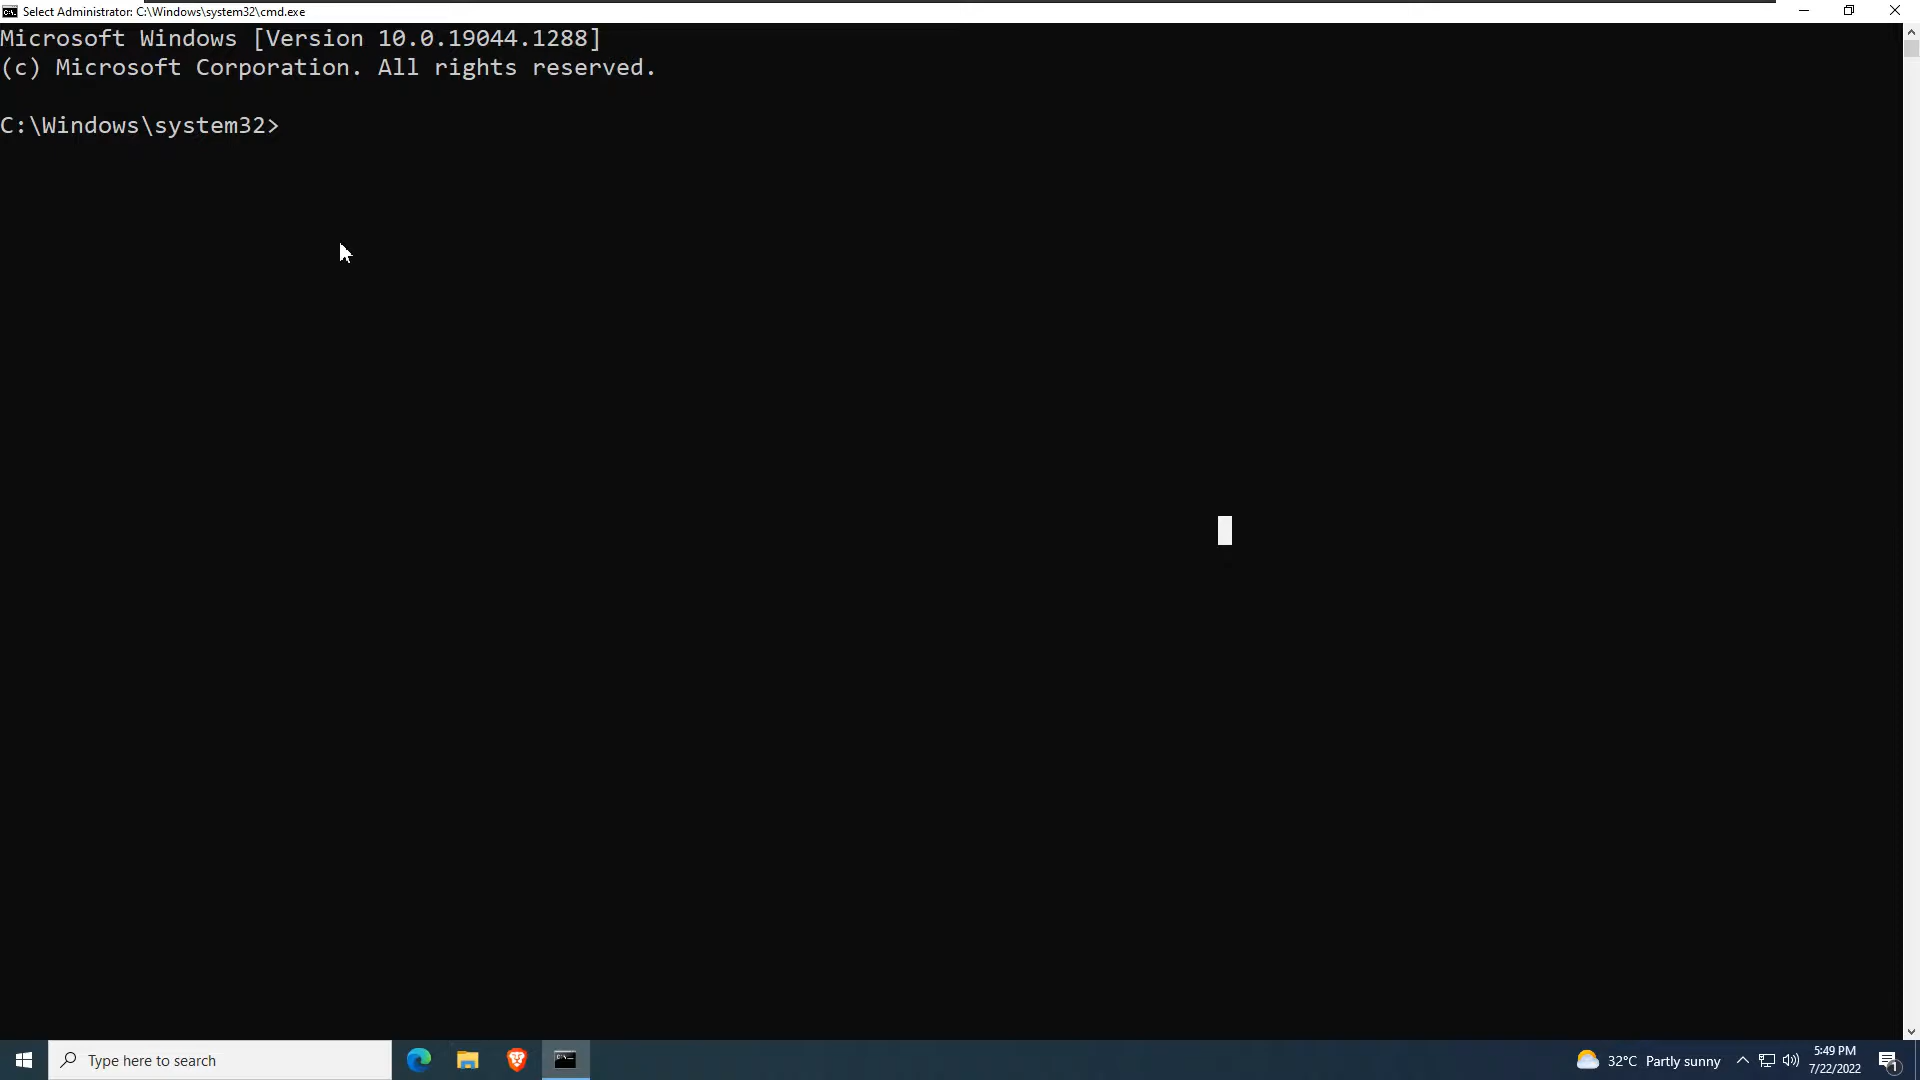 Select Administrator: C:\Windows\system32\cmd.exe
Microsoft Windows [Version 10.0.19044.1288]
(c) Microsoft Corporation. All rights reserved.
C:\Windows\system32>
Type here to search
32°C Partly sunny
5:49 PM
7/22/2022
1